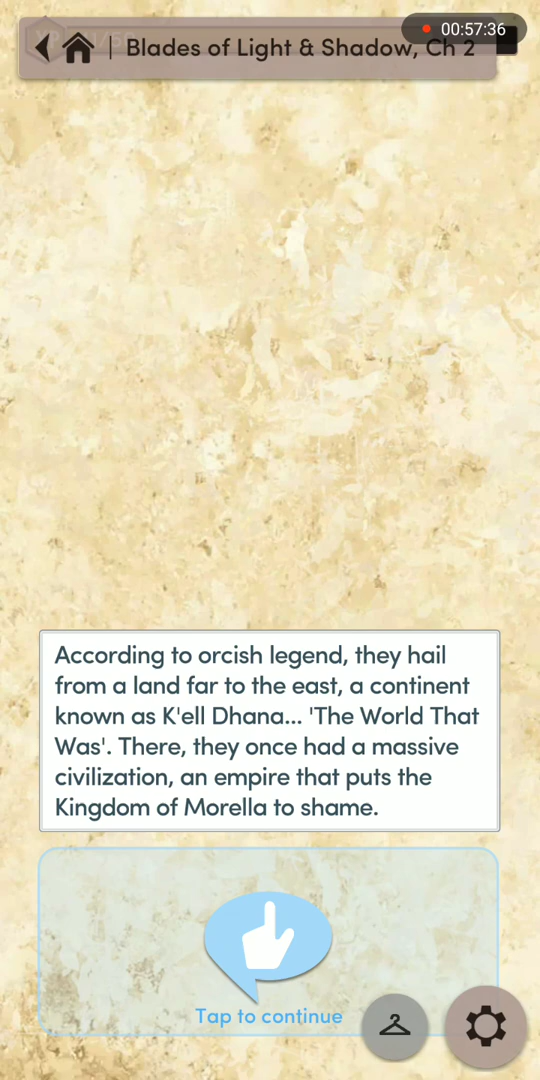 00:57:36
| Blades of Light & Shadow, Ch 2
According to orcish legend, they hail
from a land far to the east, a continent
known as K'ell Dhana... 'The World That
Was'. There, they once had a massive
civilization, an empire that puts the
Kingdom of Morella to shame.
Tap to continue